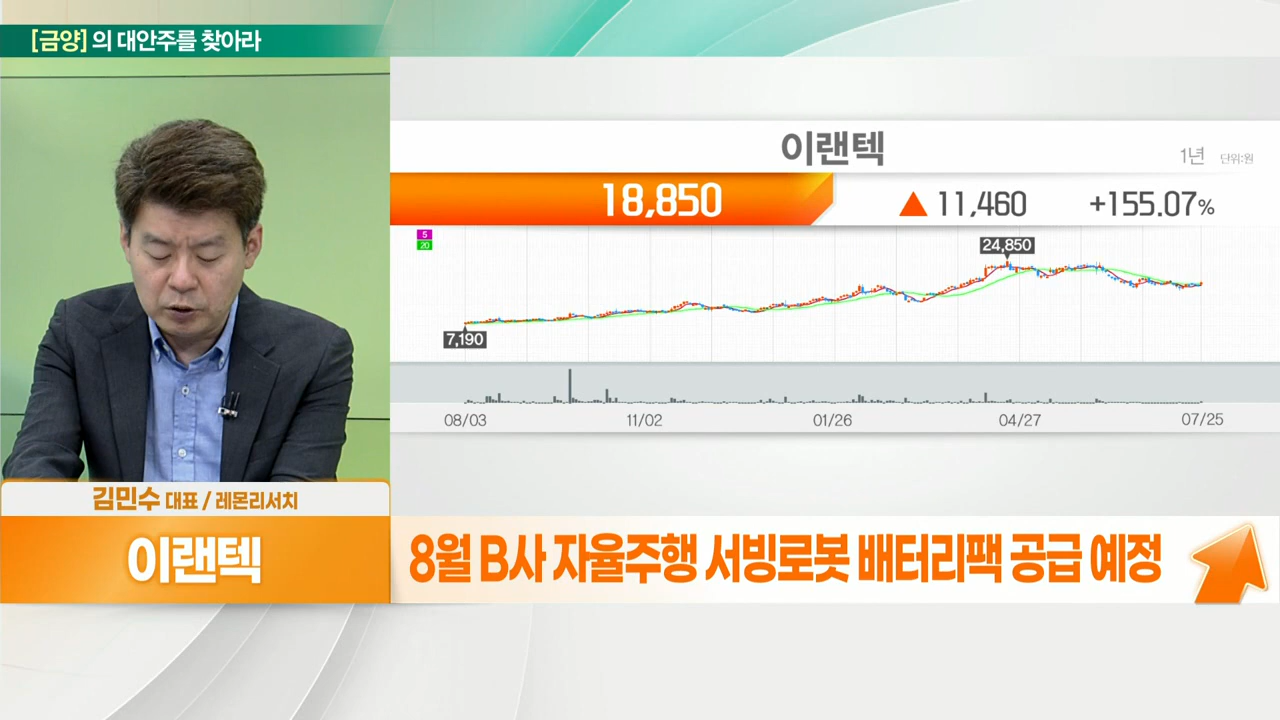 [금양] 의 대안주를 찾아라
이랜텍
1년 단위:원
18,850 ▲ 11,460 +155.07%
5
20
24,850
7,190
08/03 11/02 01/26 04/27 07/25
김민수 대표 / 레몬리서치
이랜텍
8월 B사 자율주행 서빙로봇 배터리팩 공급 예정